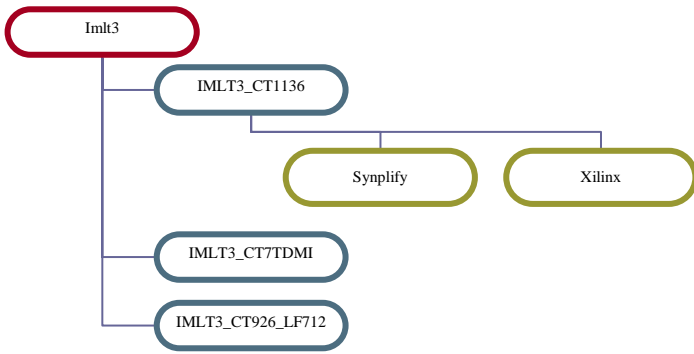 Imlt3
IMLT3_CT1136
Synplify
Xilinx
IMLT3_CT7TDMI
IMLT3_CT926_LF712